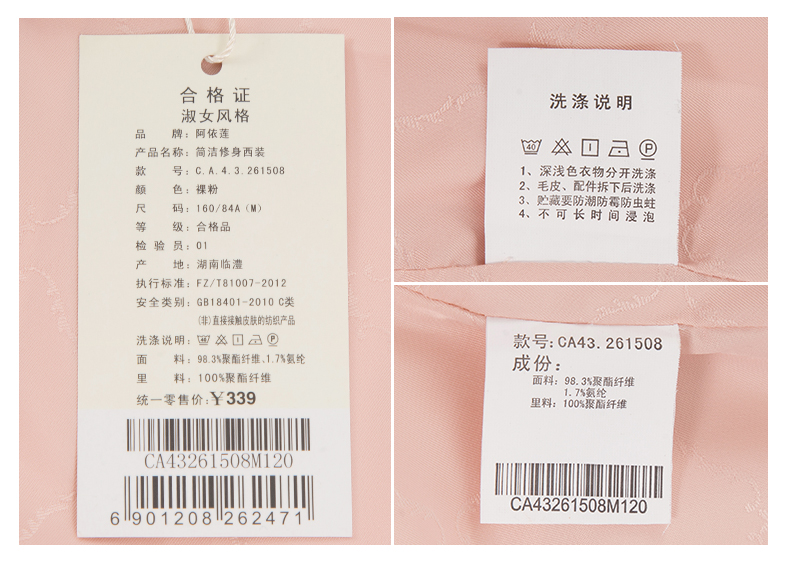 合格证
淑女风格
品 牌：阿依莲
产品名称：简洁修身西装
款 号：C.A.4.3.261508
颜 色：裸粉
尺 码：160/84A（M）
等 级：合格品
检 验 员：01
产 地：湖南临澧
执行标准：FZ/T81007-2012
安全类别：GB18401-2010 C类
(非)直接接触皮肤的纺织产品
洗涤说明：
面 料：98.3%聚酯纤维、1.7%氨纶
里 料：100%聚酯纤维
统一零售价：￥339
CA43261508M120
6 901208 262471
洗涤说明
40 P
1、深浅色衣物分开洗涤
2、毛皮、配件拆下后洗涤
3、贮藏要防潮防霉防虫蛀
4、不可长时间浸泡
款号：CA43.261508
成份：
面料：98.3%聚酯纤维
1.7%氨纶
里料：100%聚酯纤维
CA43261508M120